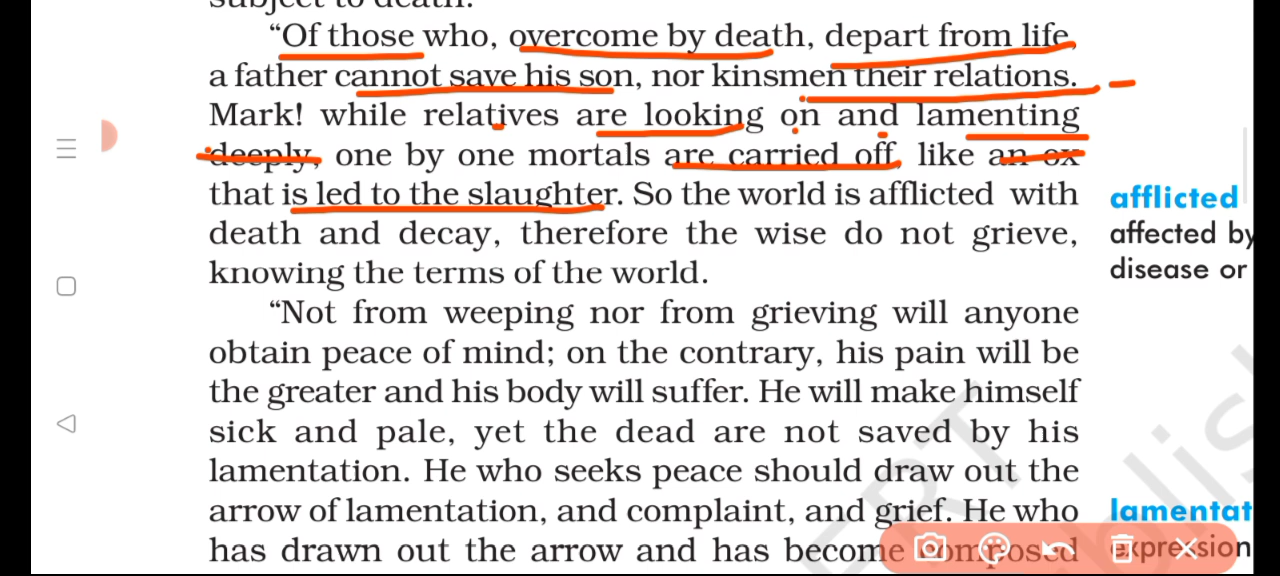 subject to death.
“Of those who, overcome by death, depart from life,
a father cannot save his son, nor kinsmen their relations.
Mark! while relatives are looking on and lamenting
deeply, one by one mortals are carried off, like an ox
that is led to the slaughter. So the world is afflicted with
death and decay, therefore the wise do not grieve,
knowing the terms of the world.
“Not from weeping nor from grieving will anyone
obtain peace of mind; on the contrary, his pain will be
the greater and his body will suffer. He will make himself
sick and pale, yet the dead are not saved by his
lamentation. He who seeks peace should draw out the
arrow of lamentation, and complaint, and grief. He who
has drawn out the arrow and has become composed
afflicted
affected by
disease or
lamentat
expression